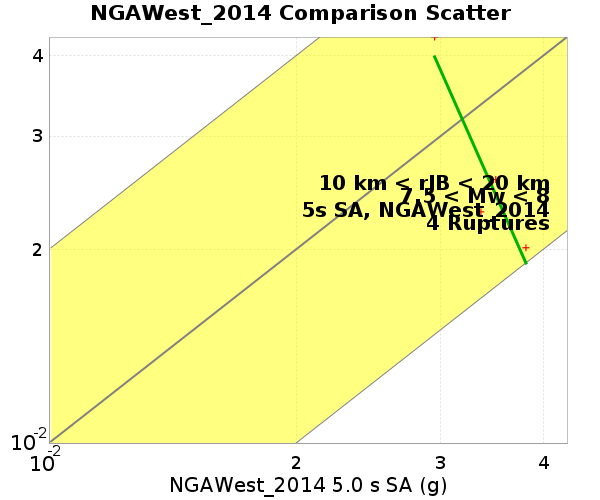 NGAWest_2014 Comparison Scatter
4
3
10 km < rJB < 20 km
7.5 < Mw < 8
5s SA, NGAWest_2014
4 Ruptures
2
10-2
10-2
2
3
4
NGAWest_2014 5.0 s SA (g)